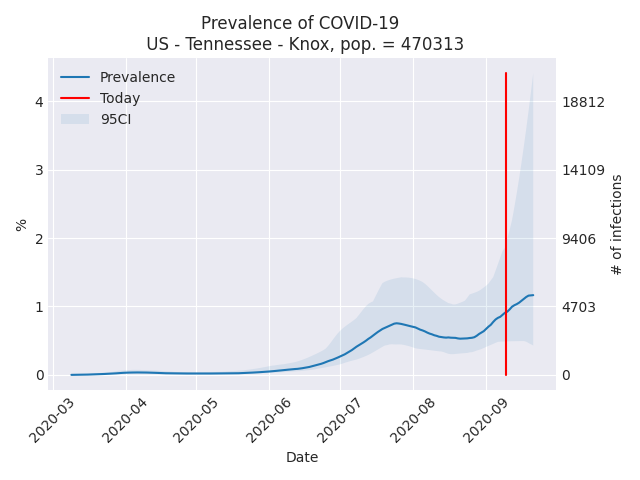 Prevalence of COVID-19
US - Tennessee - Knox, pop. = 470313
Prevalence
Today
95CI
4
3
2
1
0
%
18812
14109
9406
4703
0
# of infections
2020-03
2020-04
2020-05
2020-06
2020-07
2020-08
2020-09
Date